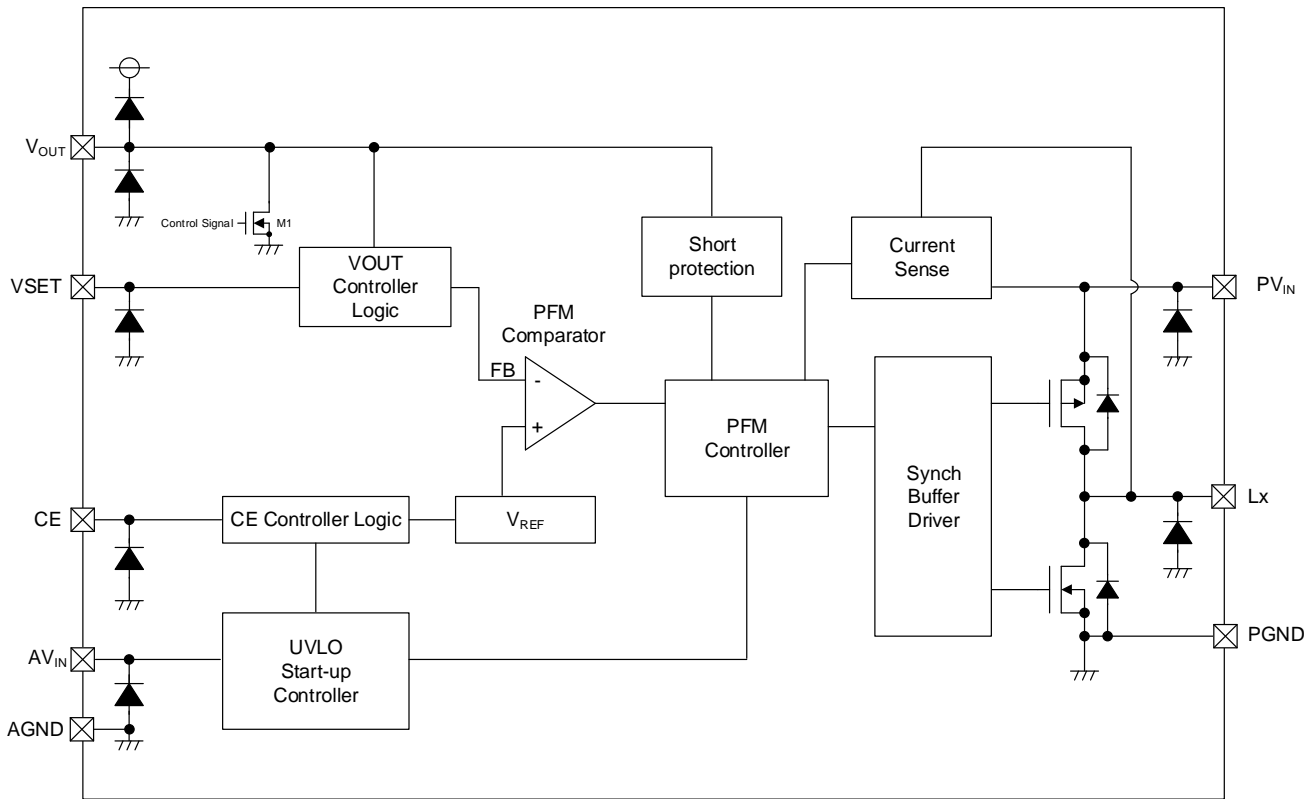 VOUT
Control Signal
M1
VSET
VOUT
Controller
Logic
Short
protection
Current
Sense
PVIN
PFM
Comparator
FB
-
+
PFM
Controller
Synch
Buffer
Driver
Lx
CE
CE Controller Logic
VREF
AVIN
UVLO
Start-up
Controller
PGND
AGND